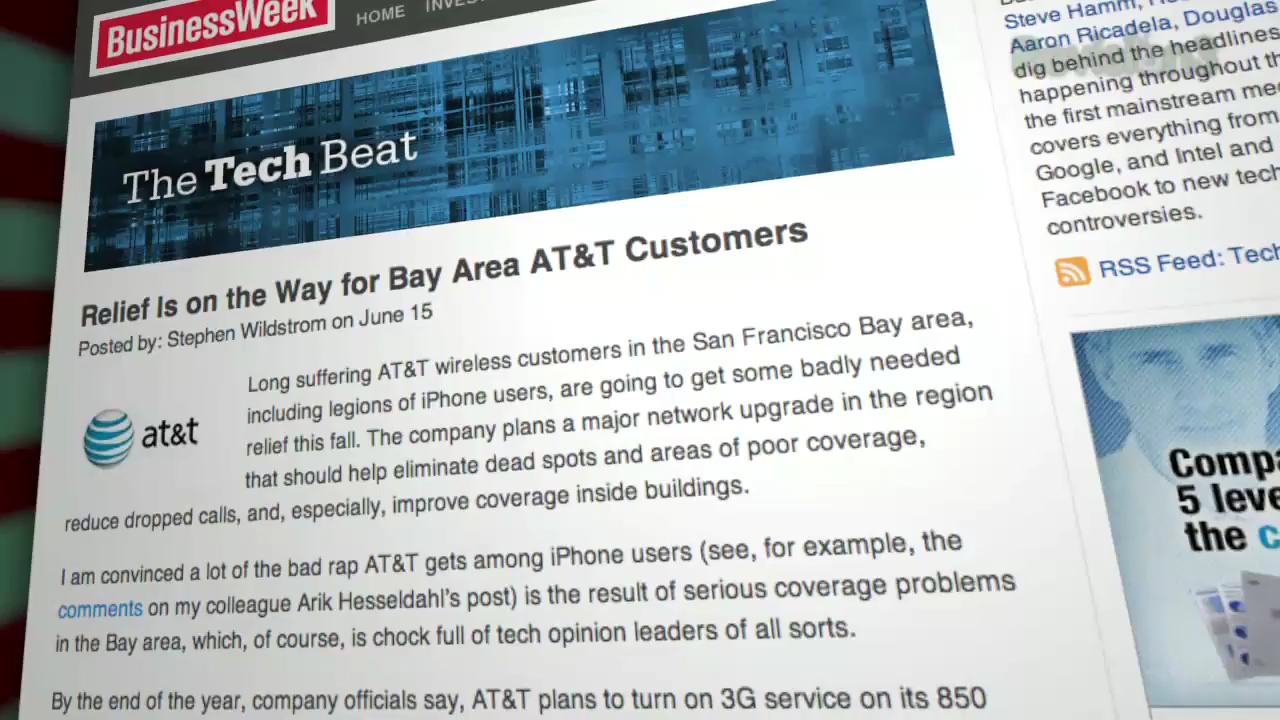 BusinessWeek
HOME
The Tech Beat
Relief Is on the Way for Bay Area AT&T Customers
Posted by: Stephen Wildstrom on June 15
at&t
Long suffering AT&T wireless customers in the San Francisco Bay area,
including legions of iPhone users, are going to get some badly needed
relief this fall. The company plans a major network upgrade in the region
that should help eliminate dead spots and areas of poor coverage,
reduce dropped calls, and, especially, improve coverage inside buildings.
I am convinced a lot of the bad rap AT&T gets among iPhone users (see, for example, the
comments on my colleague Arik Hesseldahl's post) is the result of serious coverage problems
in the Bay area, which, of course, is chock full of tech opinion leaders of all sorts.
By the end of the year, company officials say, AT&T plans to turn on 3G service on its 850
Steve Hamm,
Aaron Ricadela, Douglas
dig behind the headlines
happening throughout
the first mainstream
covers everything from
Google, and Intel and
Facebook to new tech
controversies.
RSS Feed: Tech
5
the